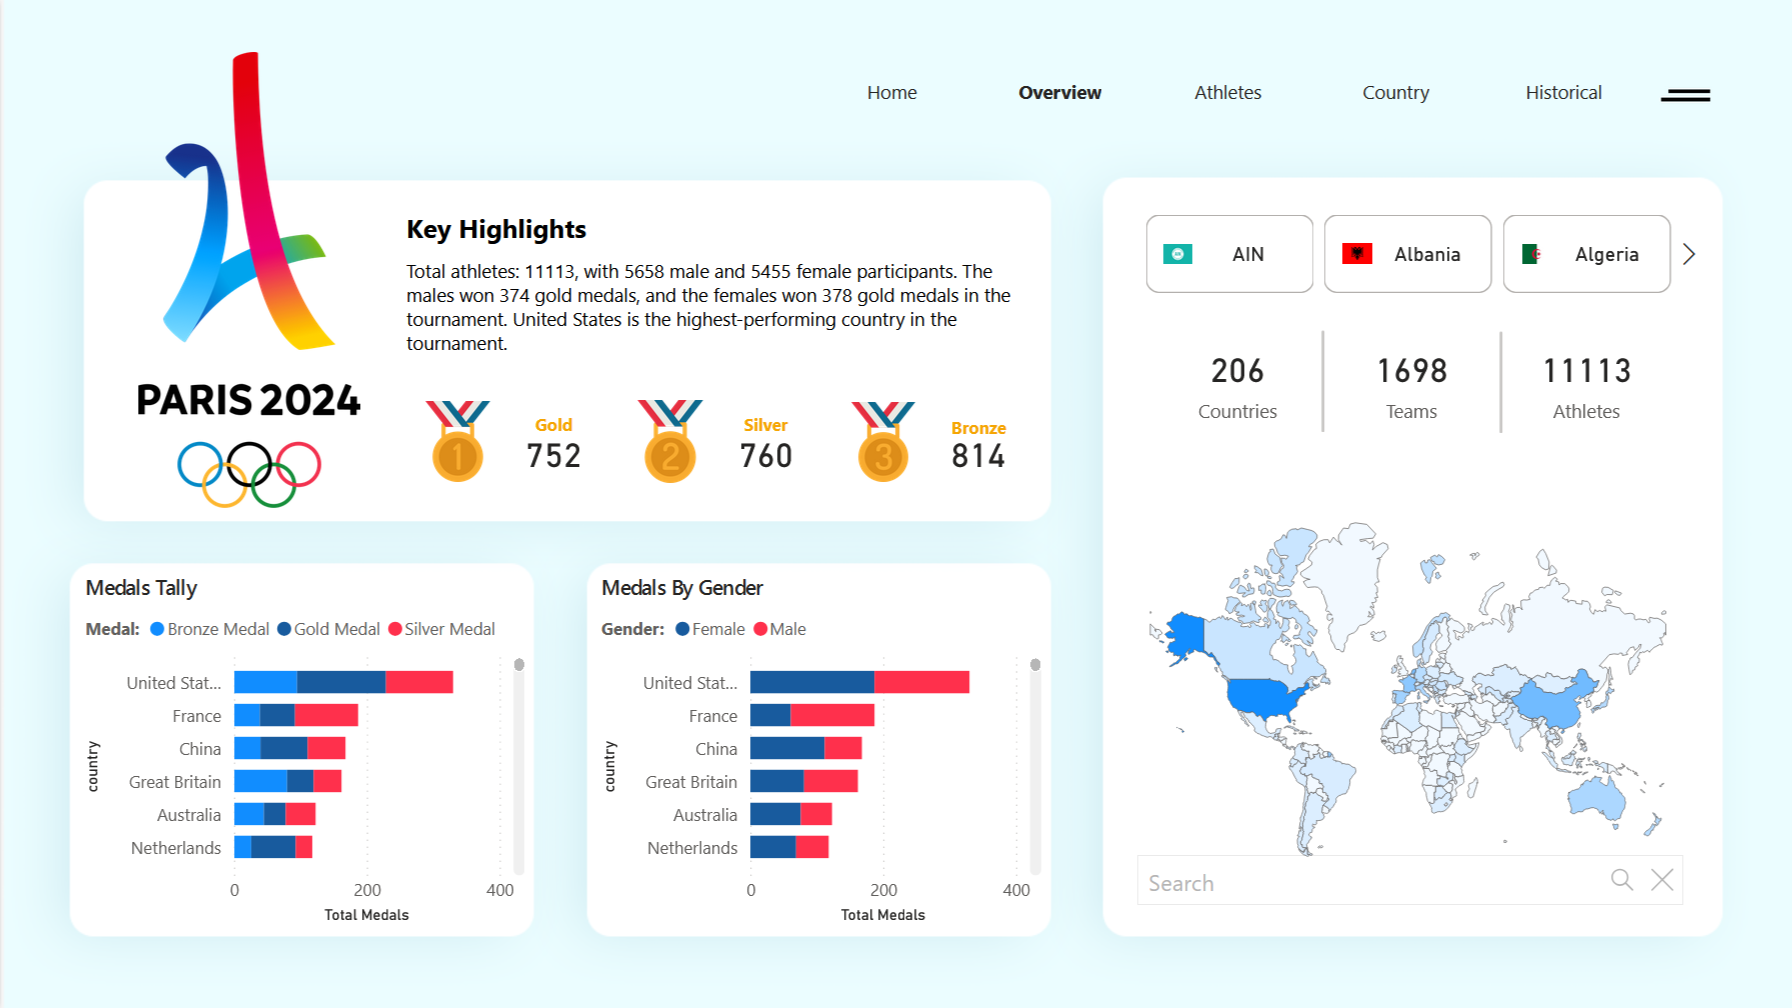 Home
Overview
Athletes
Country
Historical
Key Highlights
Total athletes: 11113, with 5658 male and 5455 female participants. The
males won 374 gold medals, and the females won 378 gold medals in the
tournament. United States is the highest-performing country in the
tournament.
PARIS 2024
1
Gold
752
2
Silver
760
3
Bronze
814
AIN
Albania
Algeria
206
Countries
1698
Teams
11113
Athletes
Medals Tally
Medal: Bronze Medal Gold Medal Silver Medal
country
United Stat...
France
China
Great Britain
Australia
Netherlands
0 200 400
Total Medals
Medals By Gender
Gender: Female Male
country
United Stat...
France
China
Great Britain
Australia
Netherlands
0 200 400
Total Medals
Search